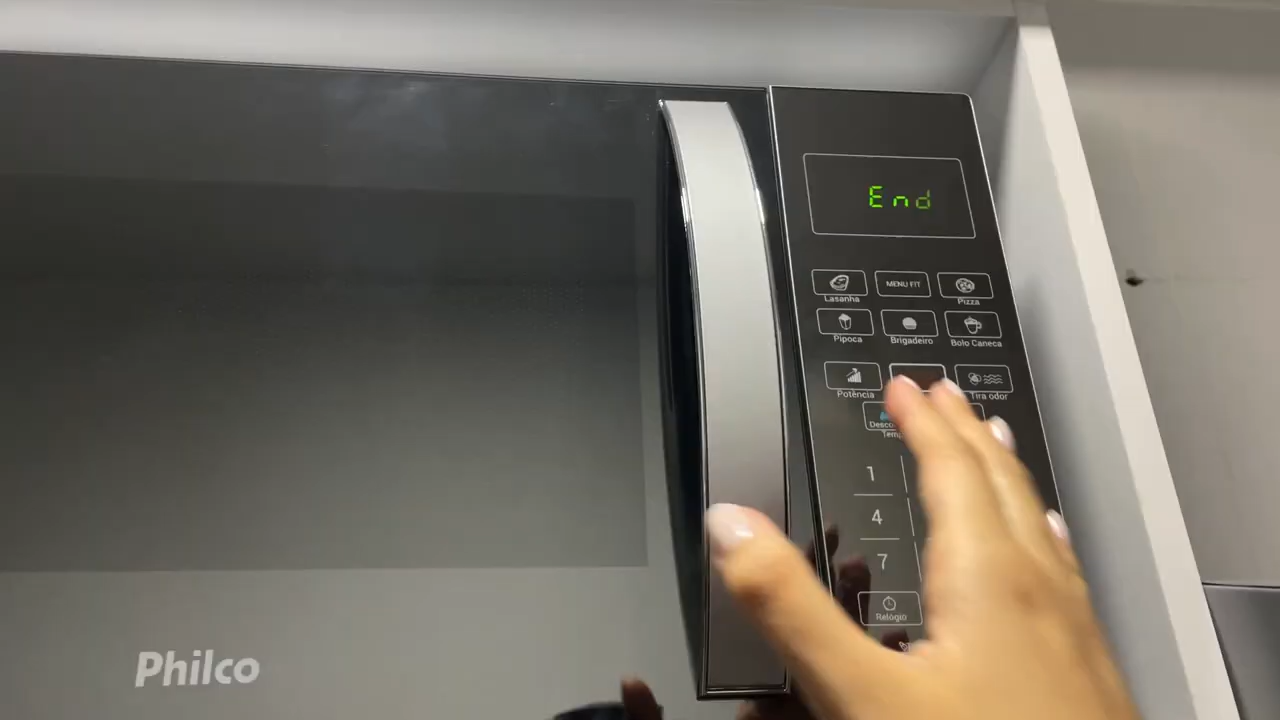 End
Lasanha
MENU FIT
Pizza
Pipoca
Brigadeiro
Bolo Caneca
Potência
Tira odor
1
4
7
Relógio
Philco